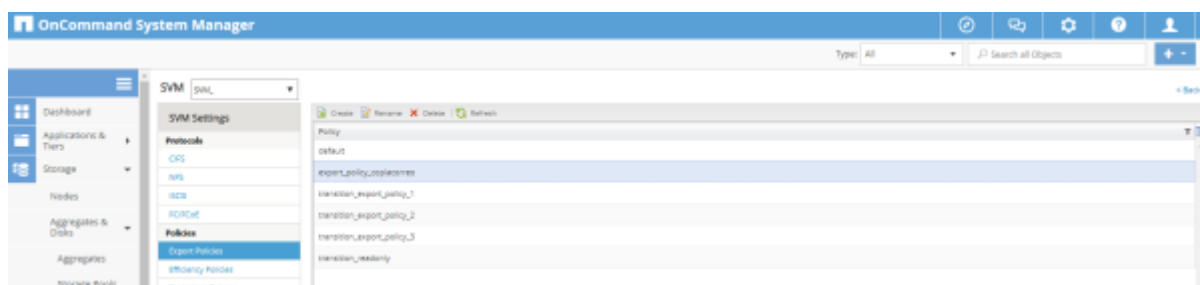 OnCommand System Manager
Type: All
Search all Objects
SVM SVM_
< Back
Dashboard
Applications & Tiers
Storage
Nodes
Aggregates & Disks
Aggregates
Storage Pools
SVM Settings
Protocols
CIFS
NFS
iSCSI
FC/FCoE
Policies
Export Policies
Efficiency Policies
Create Rename Delete Refresh
Policy
default
transition_export_policy_1
transition_export_policy_2
transition_export_policy_3
transition_readonly